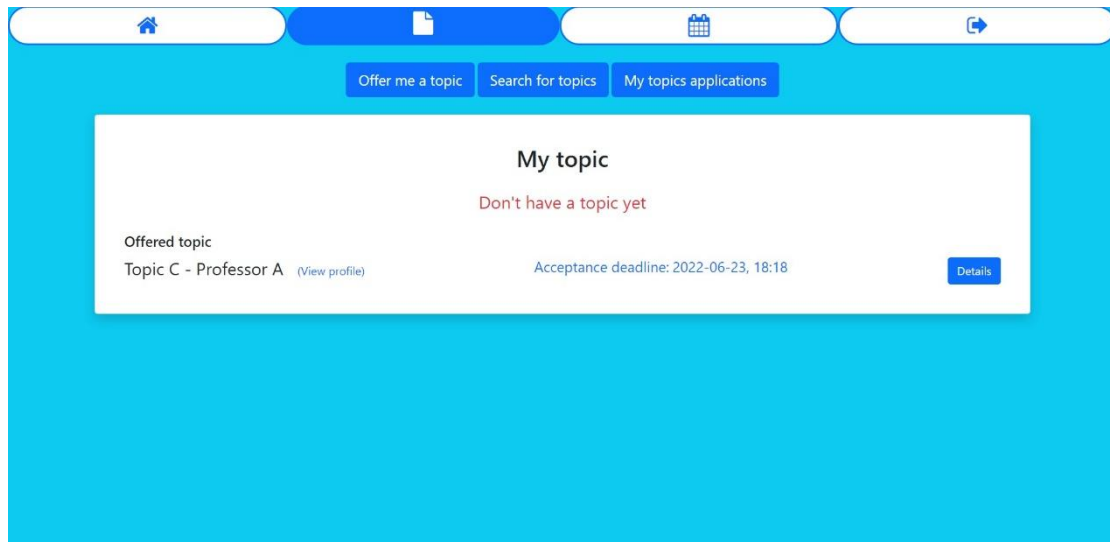 Offer me a topic Search for topics My topics applications
My topic
Don't have a topic yet
Offered topic
Topic C - Professor A (View profile) Acceptance deadline: 2022-06-23, 18:18 Details